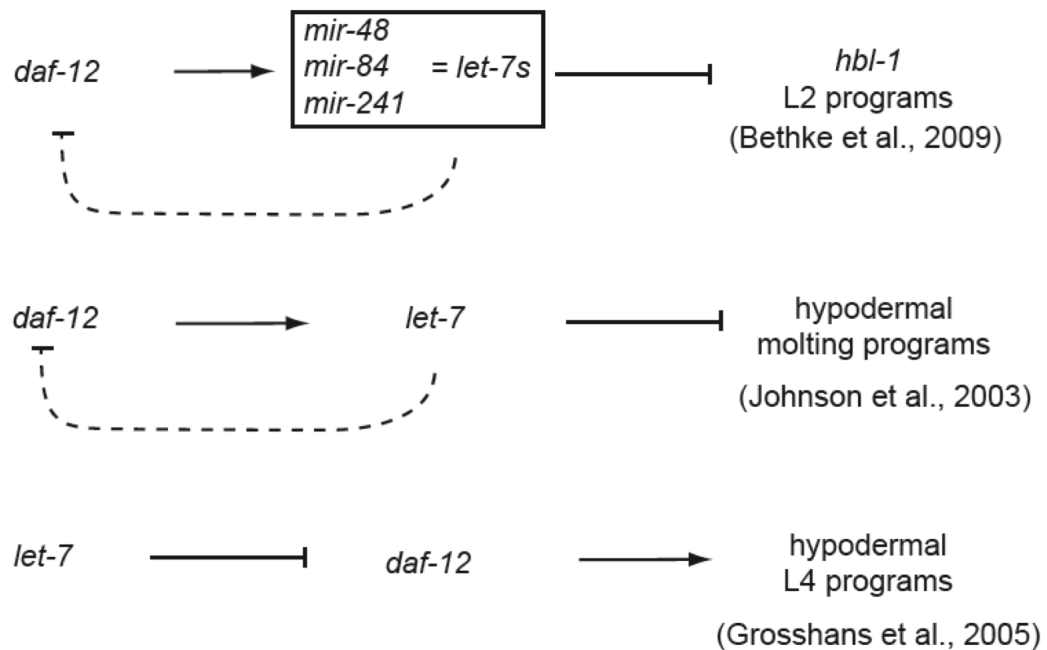 mir-48
daf-12 mir-84 = let-7s hbl-1
mir-241 L2 programs
(Bethke et al., 2009)
daf-12 let-7 hypodermal
molting programs
(Johnson et al., 2003)
let-7 daf-12 hypodermal
L4 programs
(Grosshans et al., 2005)